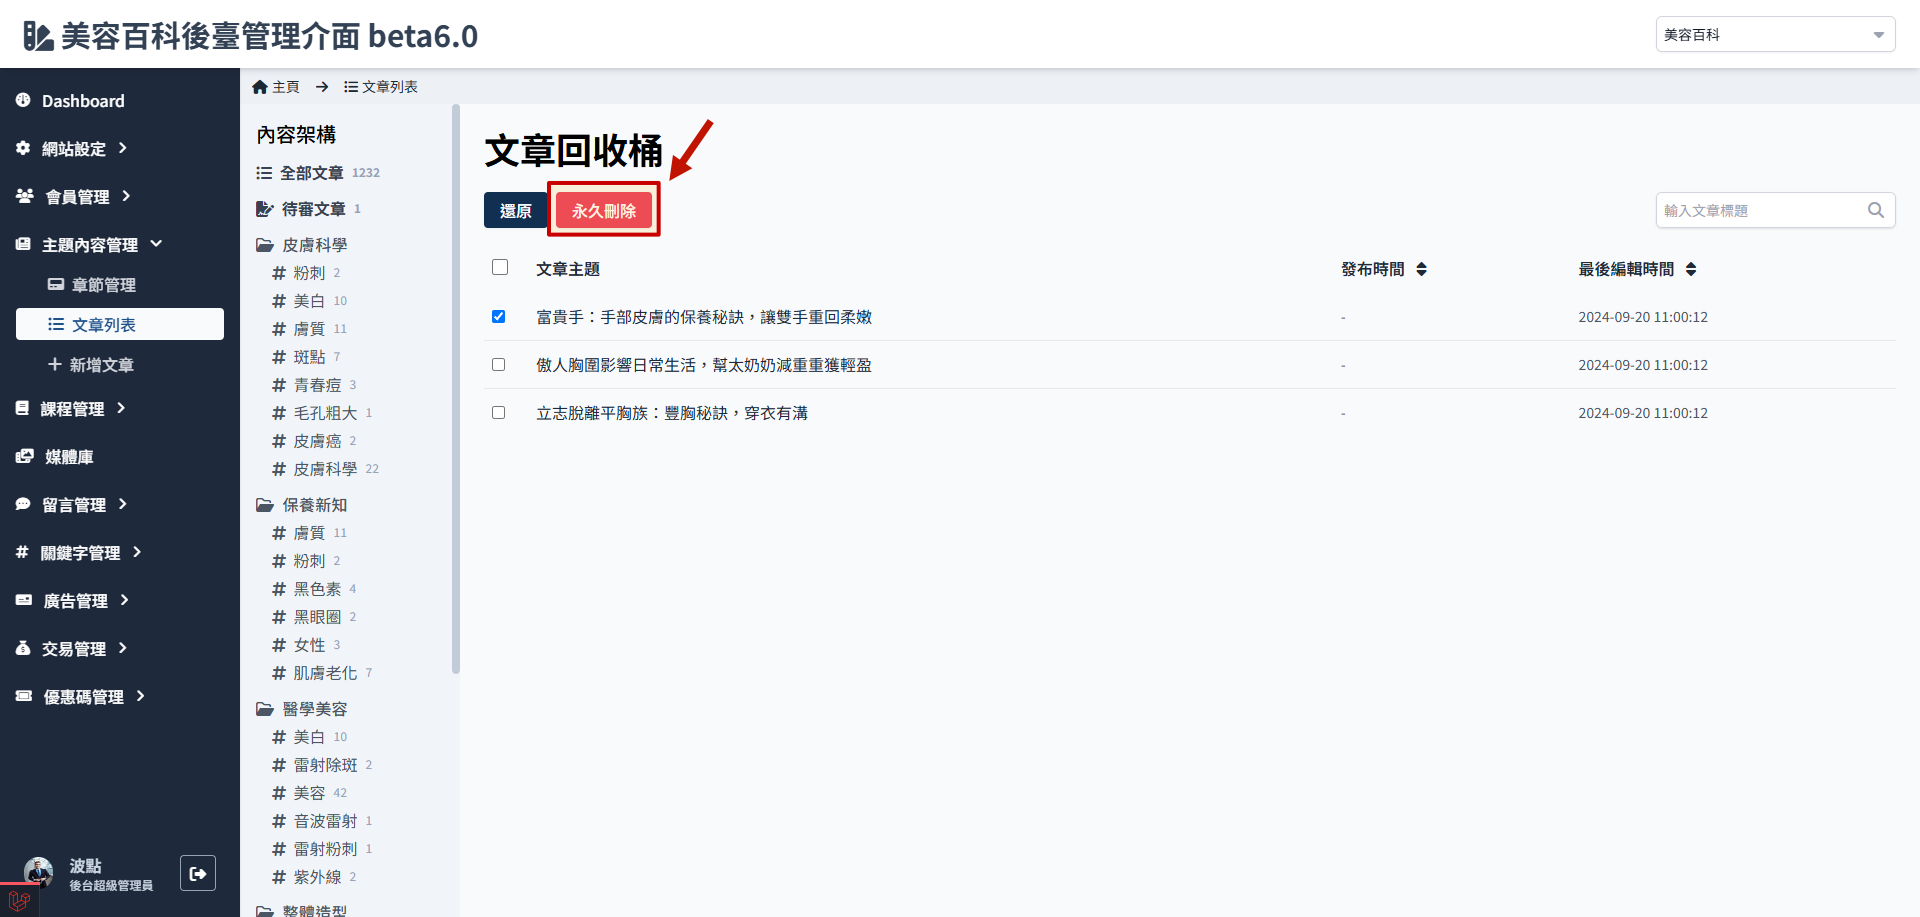 美容百科後臺管理介面 beta6.0
美容百科
Dashboard
網站設定
會員管理
主題內容管理
章節管理
文章列表
新增文章
課程管理
媒體庫
留言管理
# 關鍵字管理
廣告管理
交易管理
優惠碼管理
波點
後台超級管理員
主頁 → 文章列表
內容架構
全部文章 1232
待審文章 1
皮膚科學
# 粉刺 2
# 美白 10
# 膚質 11
# 斑點 7
# 青春痘 3
# 毛孔粗大 1
# 皮膚癌 2
# 皮膚科學 22
保養新知
# 膚質 11
# 粉刺 2
# 黑色素 4
# 黑眼圈 2
# 女性 3
# 肌膚老化 7
醫學美容
# 美白 10
# 雷射除斑 2
# 美容 42
# 音波雷射 1
# 雷射粉刺 1
# 紫外線 2
整體造型
文章回收桶
還原 永久刪除
輸入文章標題
文章主題 發布時間 最後編輯時間
富貴手：手部皮膚的保養秘訣，讓雙手重回柔嫩 - 2024-09-20 11:00:12
傲人胸圍影響日常生活，幫太奶奶減重重獲輕盈 - 2024-09-20 11:00:12
立志脫離平胸族：豐胸秘訣，穿衣有溝 - 2024-09-20 11:00:12